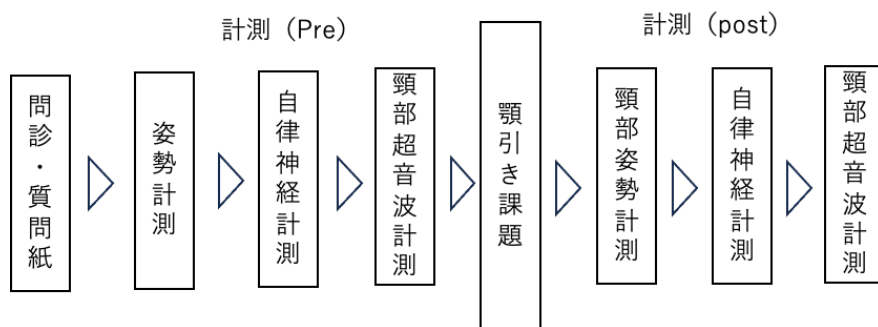 計測（Pre）
計測（post）
問診・質問紙
姿勢計測
自律神経計測
頸部超音波計測
顎引き課題
頸部姿勢計測
自律神経計測
頸部超音波計測